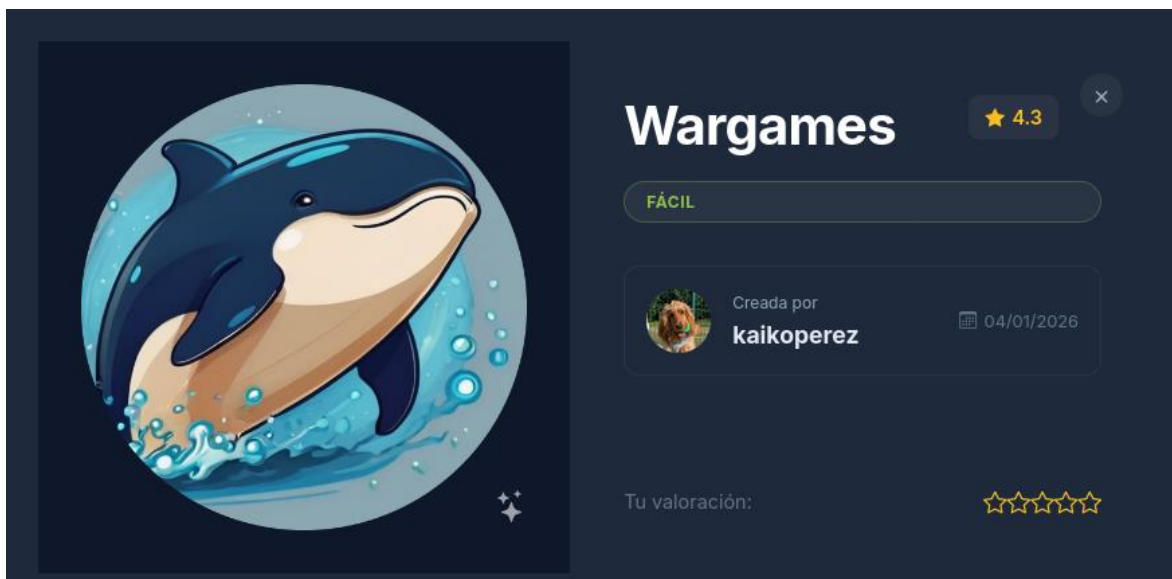 Wargames
4.3
FÁCIL
Creada por
kaikoperez
04/01/2026
Tu valoración: